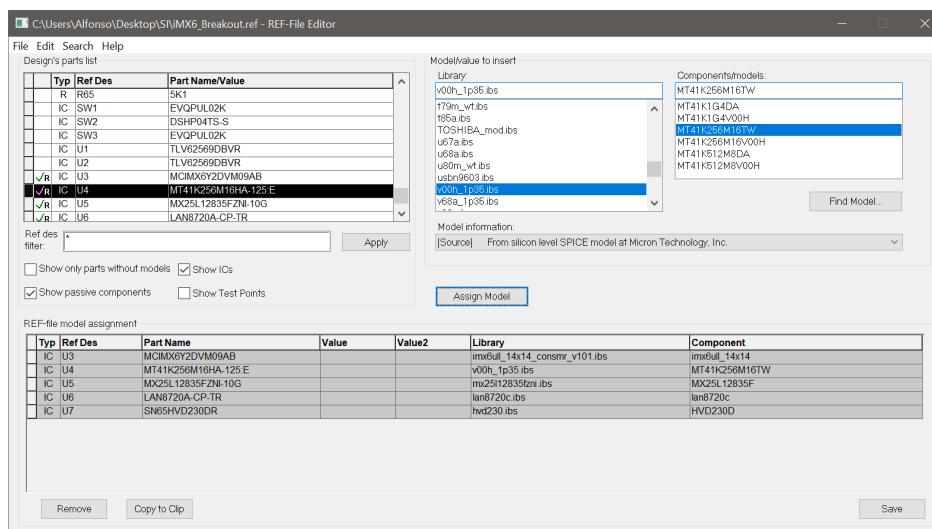 C:\Users\Alfonso\Desktop\SI\iMX6_Breakout.ref - REF-File Editor
File Edit Search Help
Design's parts list
Typ Ref Des Part Name/Value
R R65 5K1
IC SW1 EVQPUL02K
IC SW2 DSHP04TS-S
IC SW3 EVQPUL02K
IC U1 TLV62569DBVR
IC U2 TLV62569DBVR
R IC U3 MCIMX6Y2DVM09AB
R IC U4 MT41K256M16HA-125:E
R IC U5 MX25L12835FZNI-10G
R IC U6 LAN8720A-CP-TR
Ref des filter: * Apply
Show only parts without models Show ICs
Show passive components Show Test Points
Model/value to insert
Library:
v00h_1p35.ibs
t79m_wt.ibs
t85a.ibs
TOSHIBA_mod.ibs
u67a.ibs
u68a.ibs
u80m_wt.ibs
usbn9603.ibs
v00h_1p35.ibs
v68a_1p35.ibs
Components/models:
MT41K256M16TW
MT41K1G4DA
MT41K1G4V00H
MT41K256M16TW
MT41K256M16V00H
MT41K512M8DA
MT41K512M8V00H
Find Model...
Model information:
[Source] From silicon level SPICE model at Micron Technology, Inc.
Assign Model
REF-file model assignment
Typ Ref Des Part Name Value Value2 Library Component
IC U3 MCIMX6Y2DVM09AB imx6ull_14x14_consmr_v101.ibs imx6ull_14x14
IC U4 MT41K256M16HA-125:E v00h_1p35.ibs MT41K256M16TW
IC U5 MX25L12835FZNI-10G mx25l12835fzni.ibs MX25L12835F
IC U6 LAN8720A-CP-TR lan8720c.ibs lan8720c
IC U7 SN65HVD230DR hvd230.ibs HVD230D
Remove Copy to Clip Save